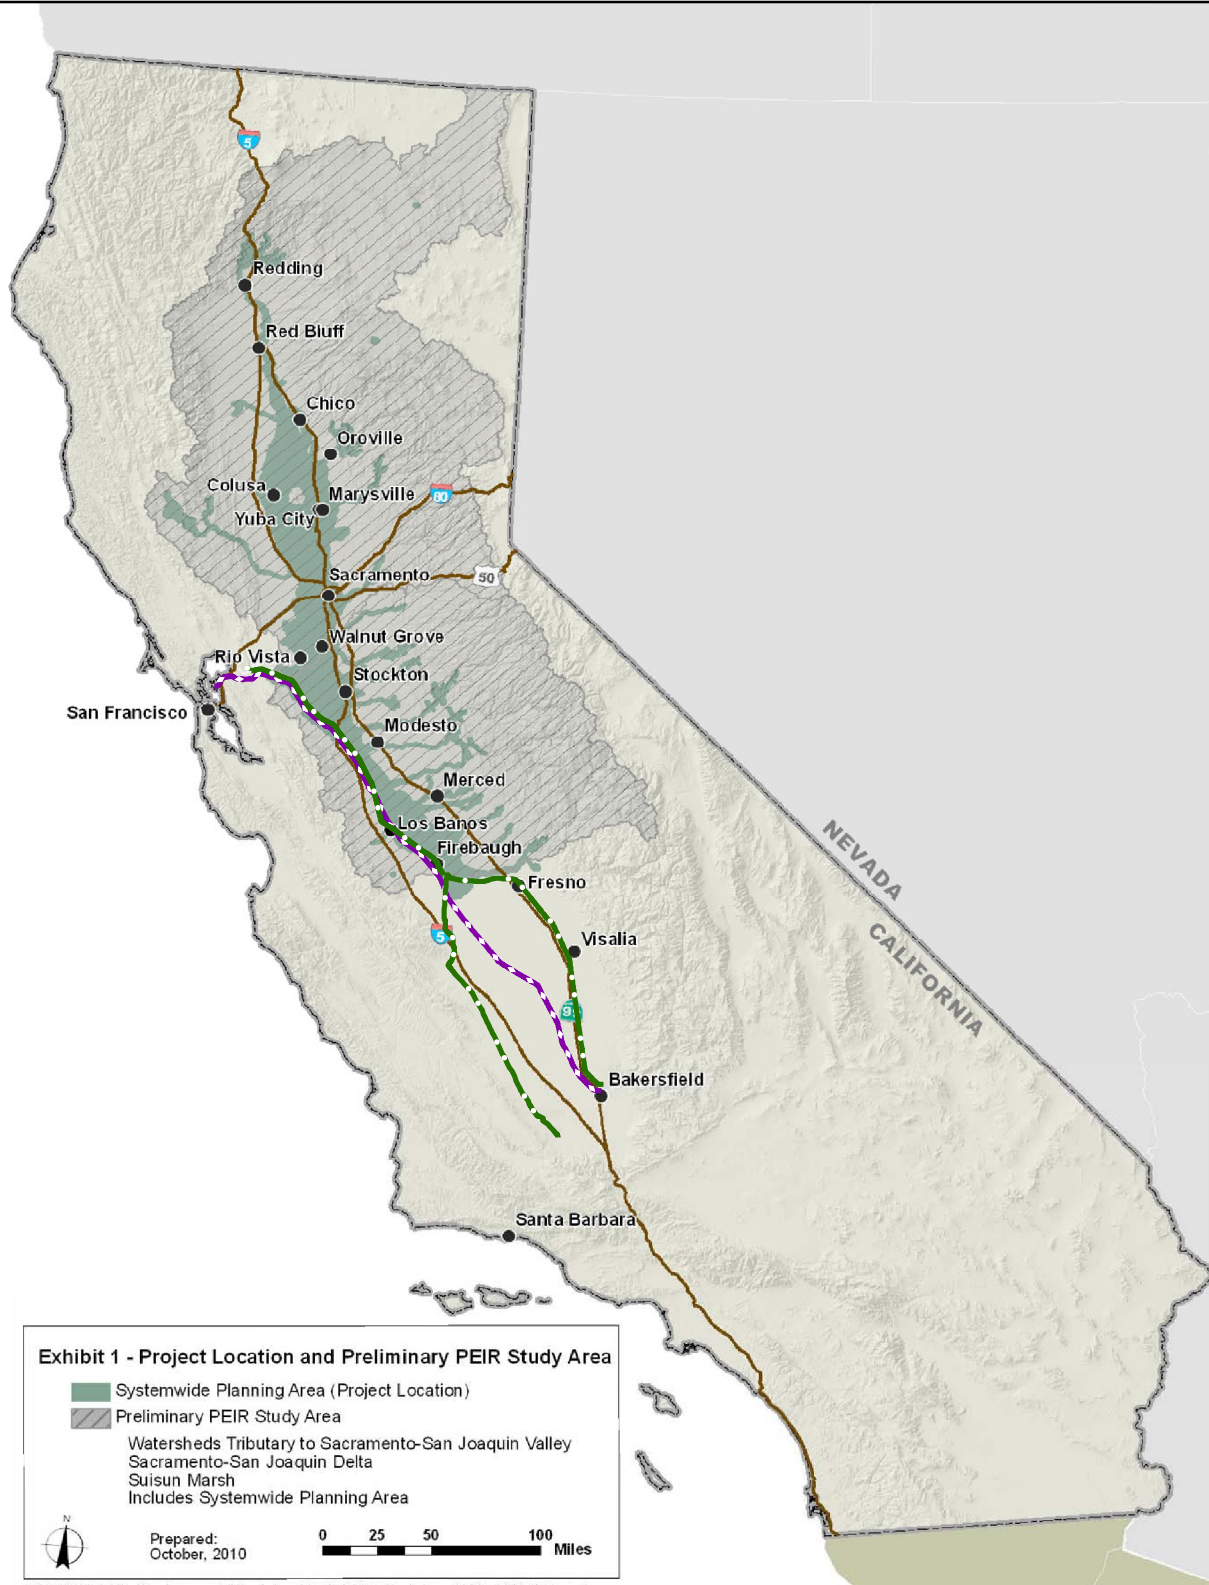 5
Redding
Red Bluff
Chico
Oroville
Colusa
Marysville
80
Yuba City
Sacramento
50
Walnut Grove
Rio Vista
Stockton
San Francisco
Modesto
Merced
Los Banos
Firebaugh
NEVADA
Fresno
5
Visalia
CALIFORNIA
Bakersfield
Santa Barbara
Exhibit 1 - Project Location and Preliminary PEIR Study Area
Systemwide Planning Area (Project Location)
Preliminary PEIR Study Area
Watersheds Tributary to Sacramento-San Joaquin Valley
Sacramento-San Joaquin Delta
Suisun Marsh
Includes Systemwide Planning Area
N
Prepared:
October, 2010
0 25 50 100
Miles